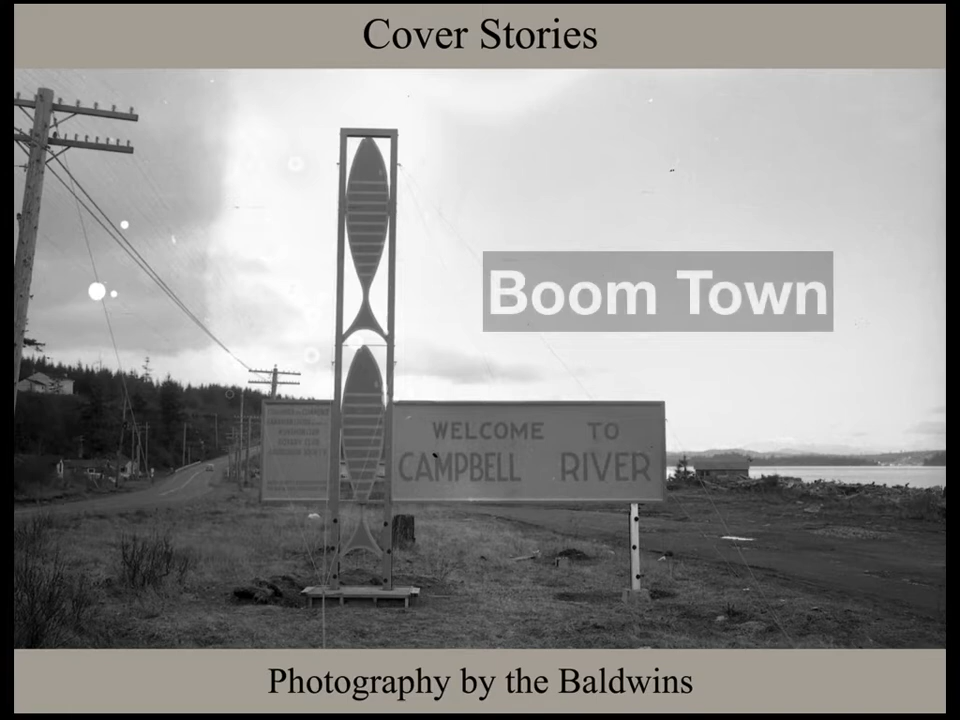 Cover Stories
Boom Town
WELCOME TO
CAMPBELL RIVER
Photography by the Baldwins